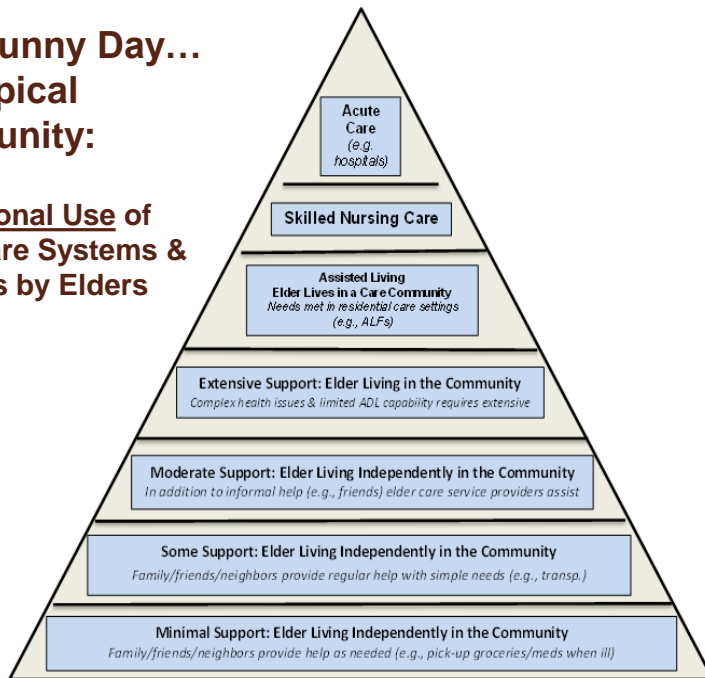 unny Day…
pical
unity:
onal Use of
are Systems &
s by Elders
Acute
Care
(e.g.
hospitals)
Skilled Nursing Care
Assisted Living
Elder Lives in a Care Community
Needs met in residential care settings
(e.g., ALFs)
Extensive Support: Elder Living in the Community
Complex health issues & limited ADL capability requires extensive
Moderate Support: Elder Living Independently in the Community
In addition to informal help (e.g., friends) elder care service providers assist
Some Support: Elder Living Independently in the Community
Family/friends/neighbors provide regular help with simple needs (e.g., transp.)
Minimal Support: Elder Living Independently in the Community
Family/friends/neighbors provide help as needed (e.g., pick-up groceries/meds when ill)